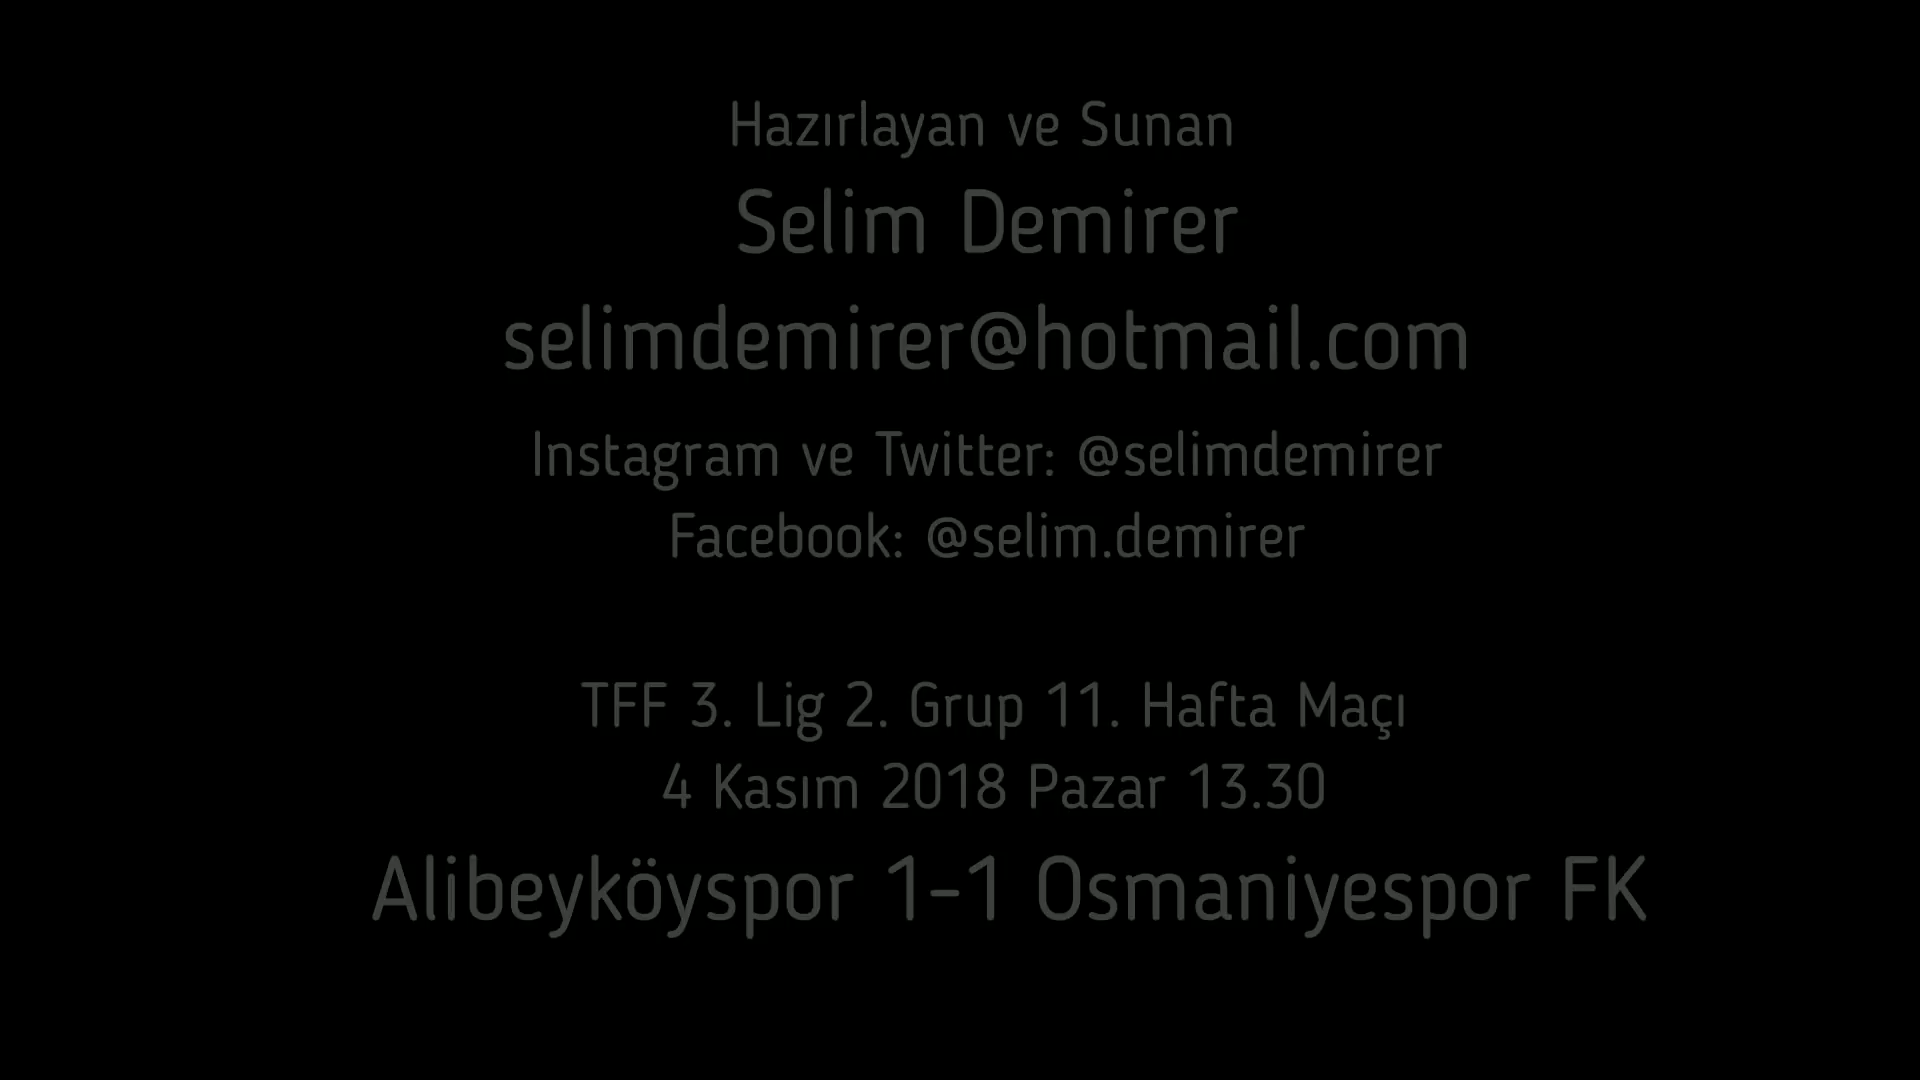 Hazırlayan ve Sunan
Selim Demirer
selimdemirer@hotmail.com
Instagram ve Twitter: @selimdemirer
Facebook: @selim.demirer
TFF 3. Lig 2. Grup 11. Hafta Maçı
4 Kasım 2018 Pazar 13.30
Alibeyköyspor 1-1 Osmaniyespor FK